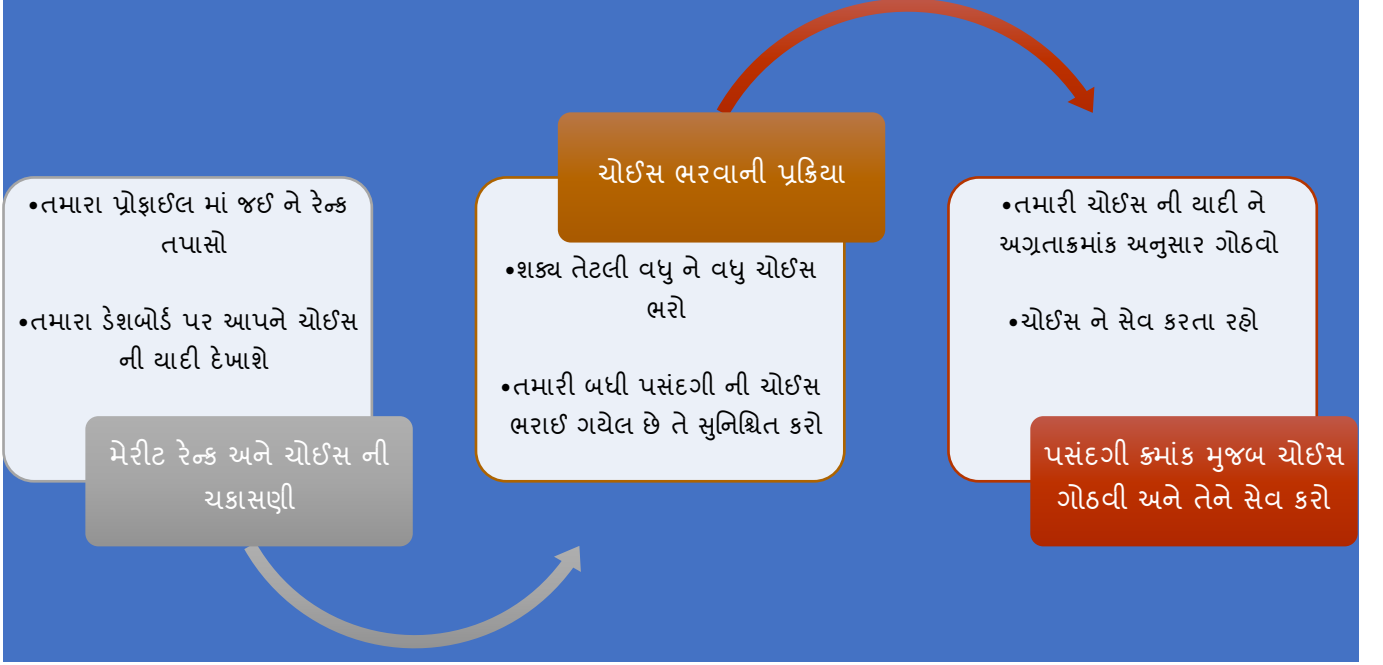 •તમારા પ્રોફાઈલ માં જઈ ને રેન્ક
તપાસો
•તમારા ડેશબોર્ડ પર આપને ચોઈસ
ની યાદી દેખાશે
મેરીટ રેન્ક અને ચોઈસ ની
ચકાસણી
ચોઈસ ભરવાની પ્રક્રિયા
•શક્ય તેટલી વધુ ને વધુ ચોઈસ
ભરો
•તમારી બધી પસંદગી ની ચોઈસ
ભરાઈ ગયેલ છે તે સુનિશ્ચિત કરો
•તમારી ચોઈસ ની યાદી ને
અગ્રતાક્રમાંક અનુસાર ગોઠવો
•ચોઈસ ને સેવ કરતા રહો
પસંદગી ક્રમાંક મુજબ ચોઈસ
ગોઠવી અને તેને સેવ કરો